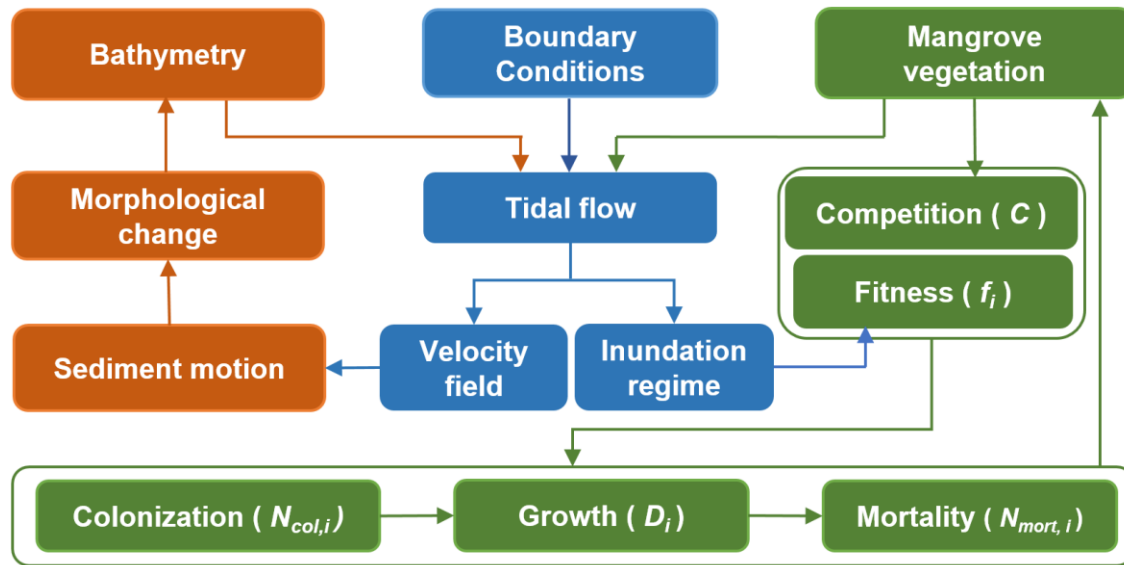 Bathymetry
Boundary
Conditions
Mangrove
vegetation
Morphological
change
Tidal flow
Competition ( C )
Fitness ( fi )
Sediment motion
Velocity
field
Inundation
regime
Colonization ( Ncol,i )
Growth ( Di )
Mortality ( Nmort, i )